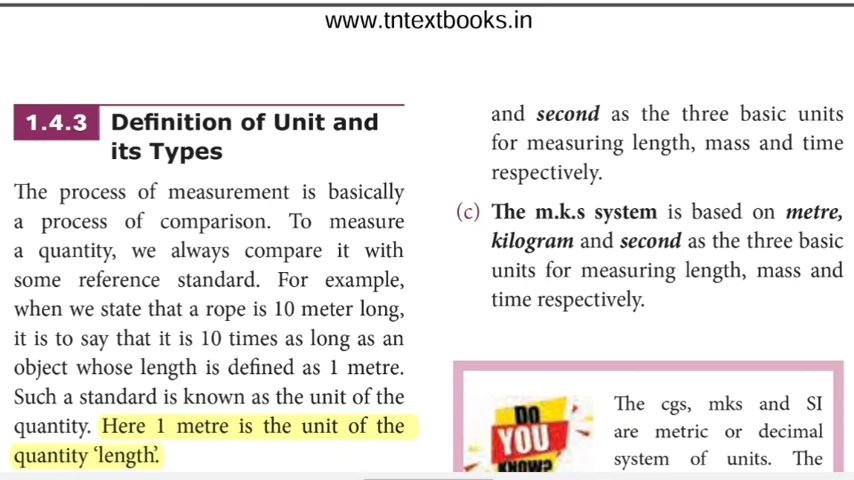 www.tntextbooks.in
1.4.3 Definition of Unit and
its Types
The process of measurement is basically
a process of comparison. To measure
a quantity, we always compare it with
some reference standard. For example,
when we state that a rope is 10 meter long,
it is to say that it is 10 times as long as an
object whose length is defined as 1 metre.
Such a standard is known as the unit of the
quantity. Here 1 metre is the unit of the
quantity ‘length’.
and second as the three basic units
for measuring length, mass and time
respectively.
(c) The m.k.s system is based on metre,
kilogram and second as the three basic
units for measuring length, mass and
time respectively.
DO
YOU
KNOW?
The cgs, mks and SI
are metric or decimal
system of units. The